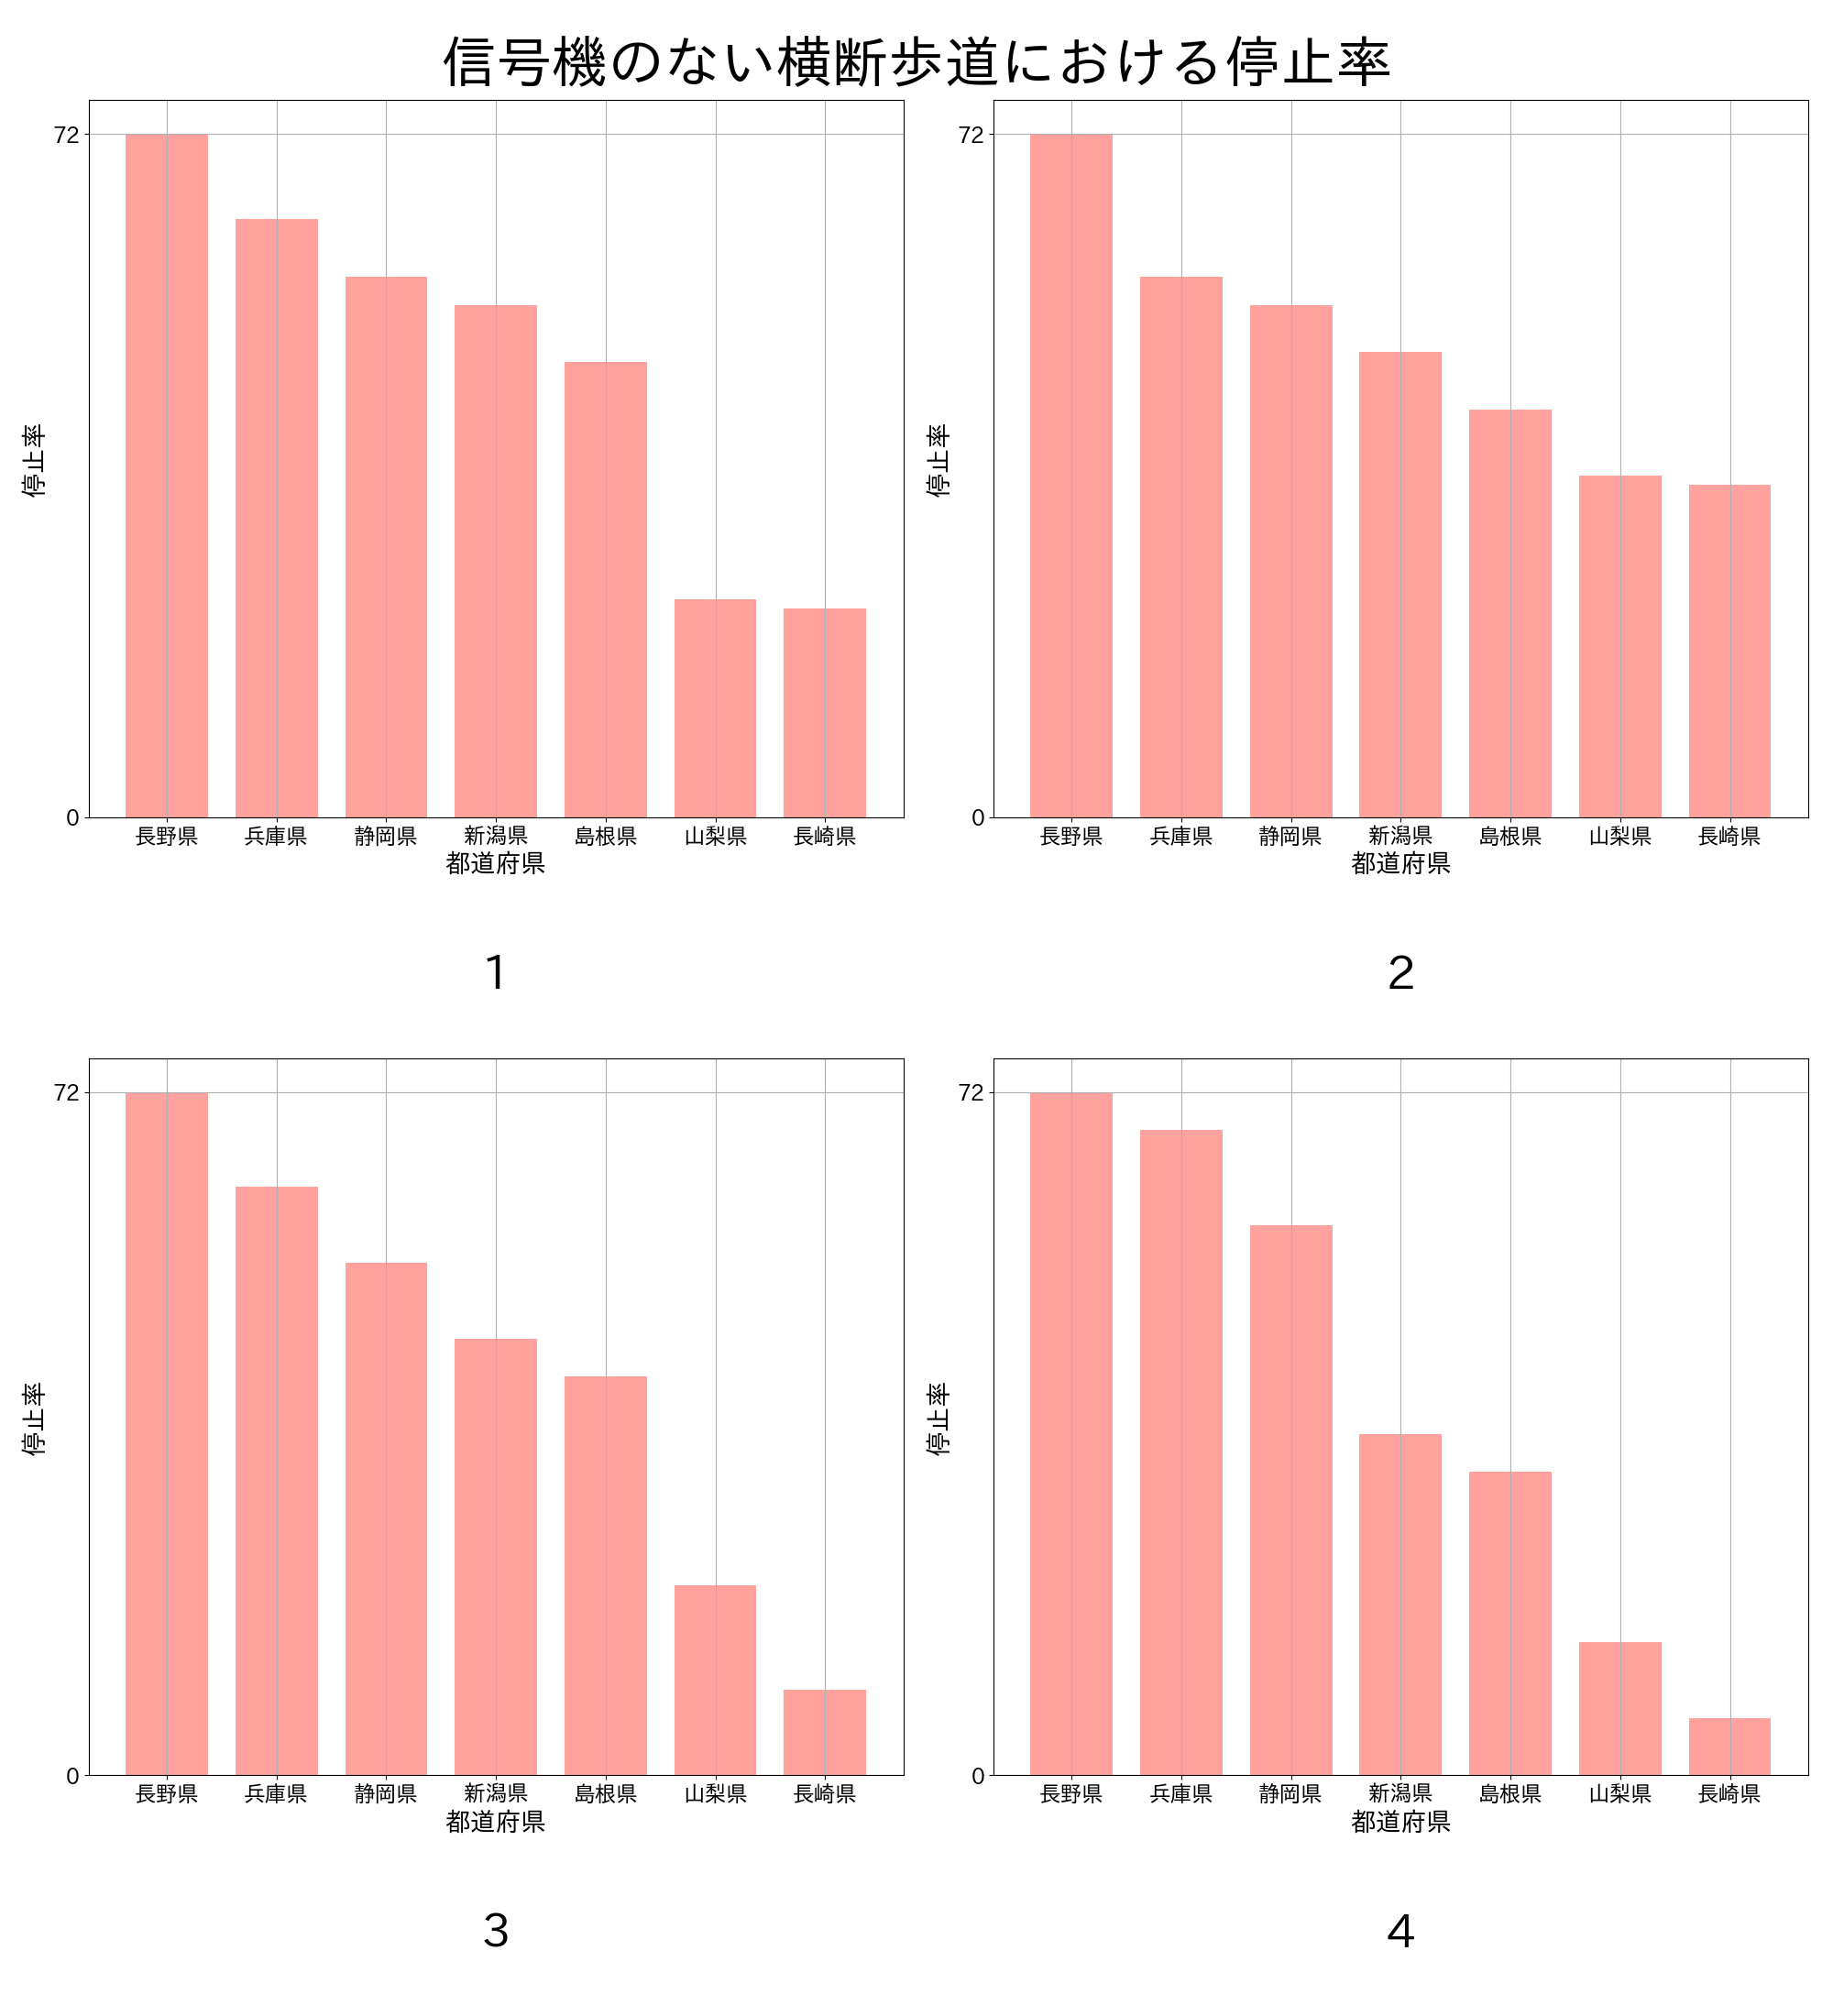 信号機のない横断歩道における停止率
72
停止率
0
長野県 兵庫県 静岡県 新潟県 島根県 山梨県 長崎県
都道府県
1
72
停止率
0
長野県 兵庫県 静岡県 新潟県 島根県 山梨県 長崎県
都道府県
2
72
停止率
0
長野県 兵庫県 静岡県 新潟県 島根県 山梨県 長崎県
都道府県
3
72
停止率
0
長野県 兵庫県 静岡県 新潟県 島根県 山梨県 長崎県
都道府県
4